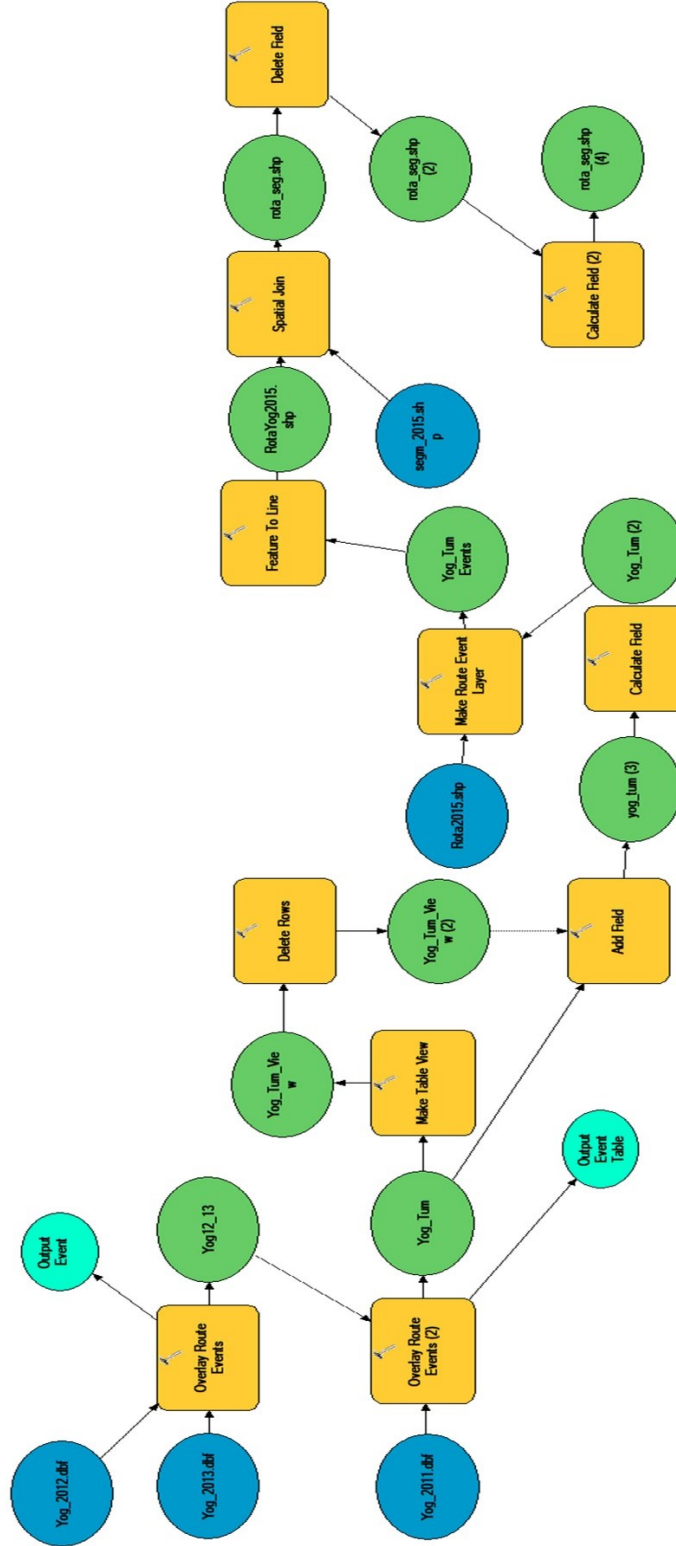 Yog_2012.dbf
Output
Event
Overlay Route
Events
Yog_2013.dbf
Yog12_13
Yog_2011.dbf
Overlay Route
Events (2)
Yog_Tum
Output
Event
Table
Make Table View
Yog_Tum_Vie
w
Delete Rows
Yog_Tum_Vie
w (2)
Add Field
yog_tum (3)
Calculate Field
Yog_Tum (2)
Rota2015.shp
Make Route Event
Layer
Yog_Tum
Events
Feature To Line
RotaYog2015.
shp
segm_2015.sh
p
Spatial Join
rota_seg.shp
Delete Field
rota_seg.shp
(2)
Calculate Field (2)
rota_seg.shp
(4)